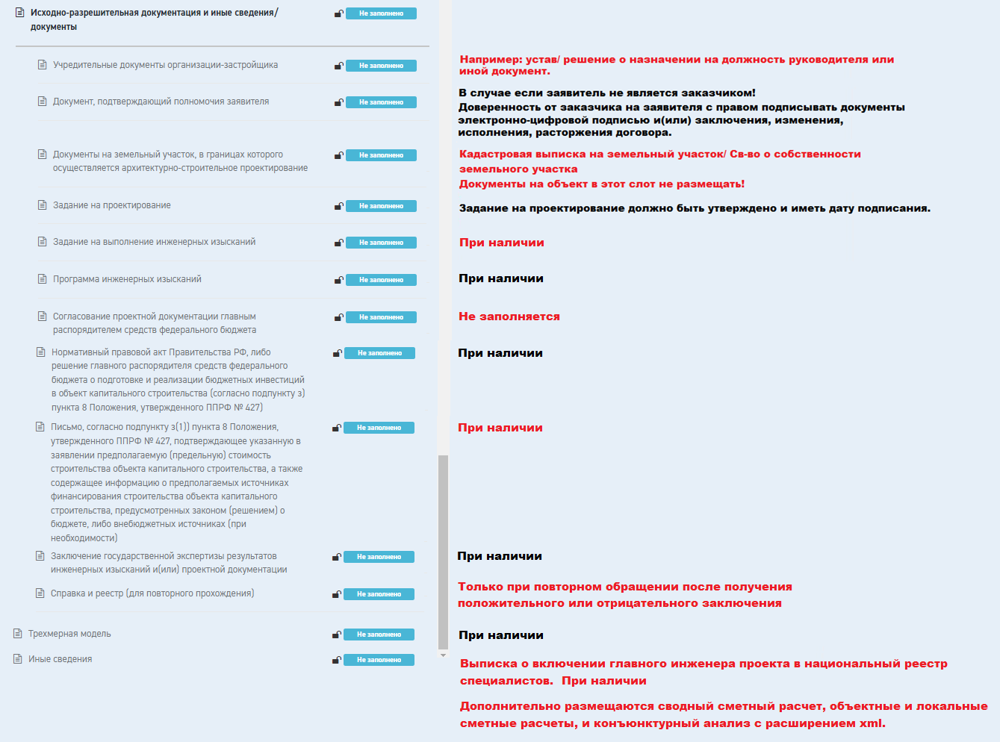 Исходно-разрешительная документация и иные сведения/
документы
Не заполнено
Учредительные документы организации-застройщика
Не заполнено
Например: устав/ решение о назначении на должность руководителя или
иной документ.
Документ, подтверждающий полномочия заявителя
Не заполнено
В случае если заявитель не является заказчиком!
Доверенность от заказчика на заявителя с правом подписывать документы
электронно-цифровой подписью и(или) заключения, изменения,
исполнения, расторжения договора.
Документы на земельный участок, в границах которого
осуществляется архитектурно-строительное проектирование
Не заполнено
Кадастровая выписка на земельный участок/ Св-во о собственности
земельного участка
Документы на объект в этот слот не размещать!
Задание на проектирование
Не заполнено
Задание на проектирование должно быть утверждено и иметь дату подписания.
Задание на выполнение инженерных изысканий
Не заполнено
При наличии
Программа инженерных изысканий
Не заполнено
При наличии
Согласование проектной документации главным
распорядителем средств федерального бюджета
Не заполнено
Не заполняется
Нормативный правовой акт Правительства РФ, либо
решение главного распорядителя средств федерального
бюджета о подготовке и реализации бюджетных инвестиций
в объект капитального строительства (согласно подпункту з)
пункта 8 Положения, утвержденного ППРФ № 427)
Не заполнено
При наличии
Письмо, согласно подпункту з(1)) пункта 8 Положения,
утвержденного ППРФ № 427, подтверждающее указанную в
заявлении предполагаемую (предельную) стоимость
строительства объекта капитального строительства, а также
содержащее информацию о предполагаемых источниках
финансирования строительства объекта капитального
строительства, предусмотренных законом (решением) о
бюджете, либо внебюджетных источниках (при
необходимости)
Не заполнено
При наличии
Заключение государственной экспертизы результатов
инженерных изысканий и(или) проектной документации
Не заполнено
При наличии
Справка и реестр (для повторного прохождения)
Не заполнено
Только при повторном обращении после получения
положительного или отрицательного заключения
Трехмерная модель
Не заполнено
При наличии
Иные сведения
Не заполнено
Выписка о включении главного инженера проекта в национальный реестр
специалистов. При наличии
Дополнительно размещаются сводный сметный расчет, объектные и локальные
сметные расчеты, и конъюнктурный анализ с расширением xml.